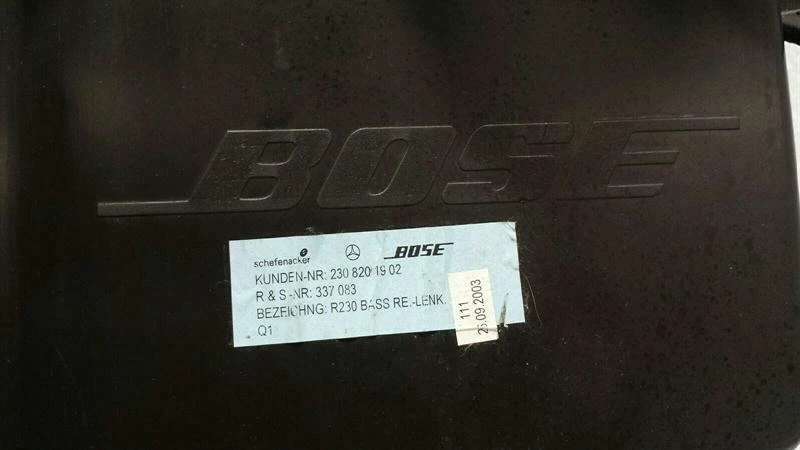 BOSE
schefenacker BOSE
KUNDEN-NR: 230 820 19 02
R & S -NR: 337 083
BEZEICHNG: R230 BASS RE.-LENK.
Q1
111
26.09.2003